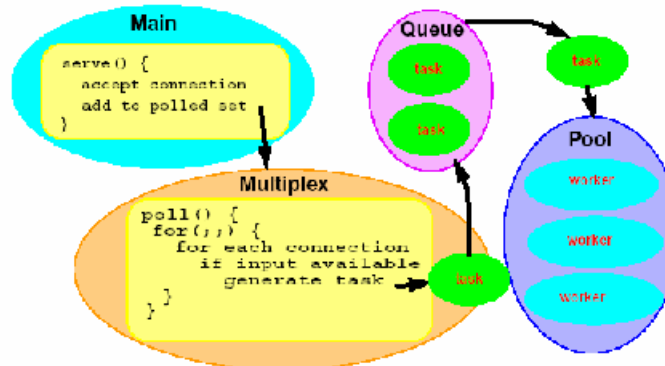 Main
serve() {
accept connection
add to polled set
}
Multiplex
poll() {
for(;;) {
for each connection
if input available
generate task
}
}
task
Queue
task
task
task
Pool
worker
worker
worker